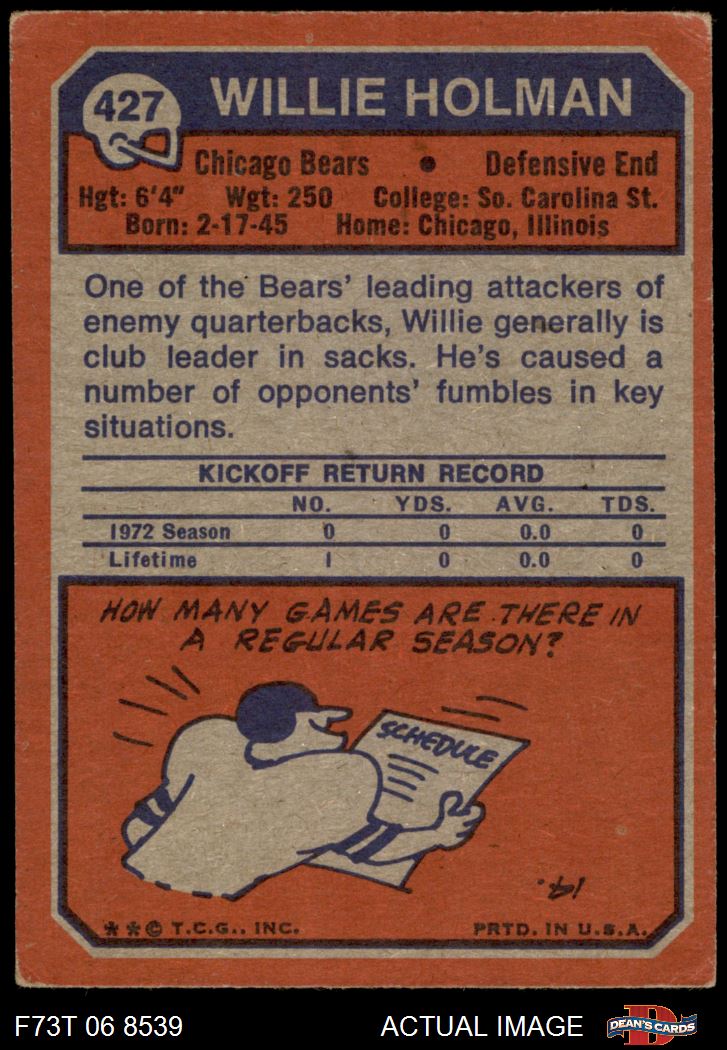 427 WILLIE HOLMAN
Chicago Bears • Defensive End
Hgt: 6'4" Wgt: 250 College: So. Carolina St.
Born: 2-17-45 Home: Chicago, Illinois
One of the Bears' leading attackers of
enemy quarterbacks, Willie generally is
club leader in sacks. He's caused a
number of opponents' fumbles in key
situations.
KICKOFF RETURN RECORD
NO. YDS. AVG. TDS.
1972 Season 0 0 0.0 0
Lifetime 1 0 0.0 0
HOW MANY GAMES ARE THERE IN
A REGULAR SEASON?
SCHEDULE
14.
**© T.C.G., INC. PRTD. IN U.S.A.
F73T 06 8539 ACTUAL IMAGE D DEAN'S CARDS